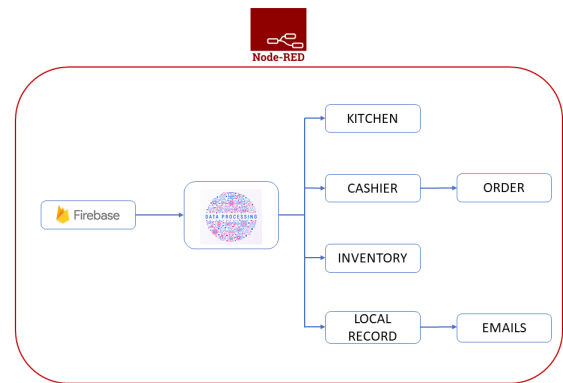 Node-RED
KITCHEN
Firebase
DATA PROCESSING
CASHIER
ORDER
INVENTORY
LOCAL
RECORD
EMAILS